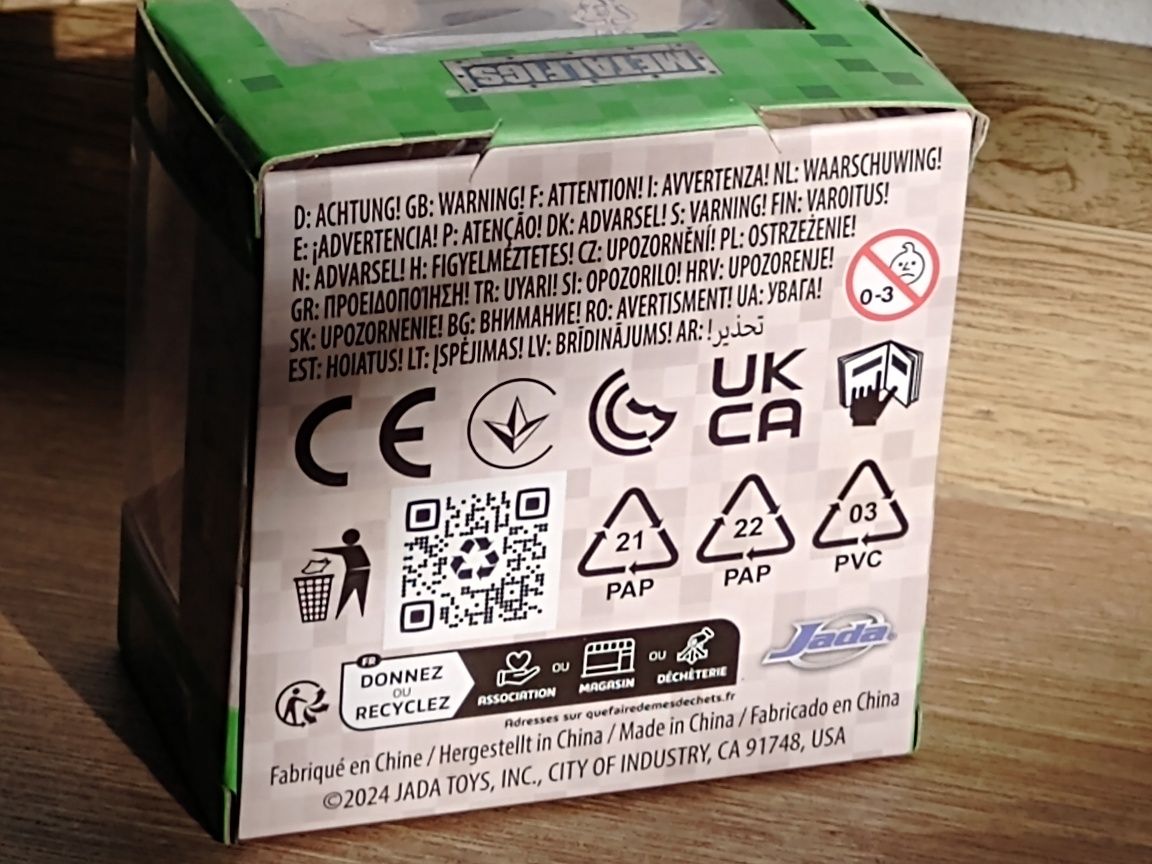 METALFIGS
D: ACHTUNG! GB: WARNING! F: ATTENTION! I: AVVERTENZA! NL: WAARSCHUWING!
E: ¡ADVERTENCIA! P: ATENÇÃO! DK: ADVARSEL! S: VARNING! FIN: VAROITUS!
N: ADVARSEL! H: FIGYELMÉZTETES! CZ: UPOZORNĚNÍ! PL: OSTRZEŻENIE!
GR: ΠΡΟΕΙΔΟΠΟΊΗΣΗ! TR: UYARI! SI: OPOZORILO! HRV: UPOZORENJE!
SK: UPOZORNENIE! BG: ВНИМАНИЕ! RO: AVERTISMENT! UA: УВАГА!
EST: HOIATUS! LT: ĮSPĖJIMAS! LV: BRĪDINĀJUMS! AR: تحذير!
0-3
CE
UK
CA
21
PAP
22
PAP
03
PVC
Jada®
FR
DONNEZ
OU
RECYCLEZ
ASSOCIATION OU MAGASIN OU DÉCHÈTERIE
Adresses sur quefairedemesdechets.fr
Fabriqué en Chine / Hergestellt in China / Made in China / Fabricado en China
©2024 JADA TOYS, INC., CITY OF INDUSTRY, CA 91748, USA